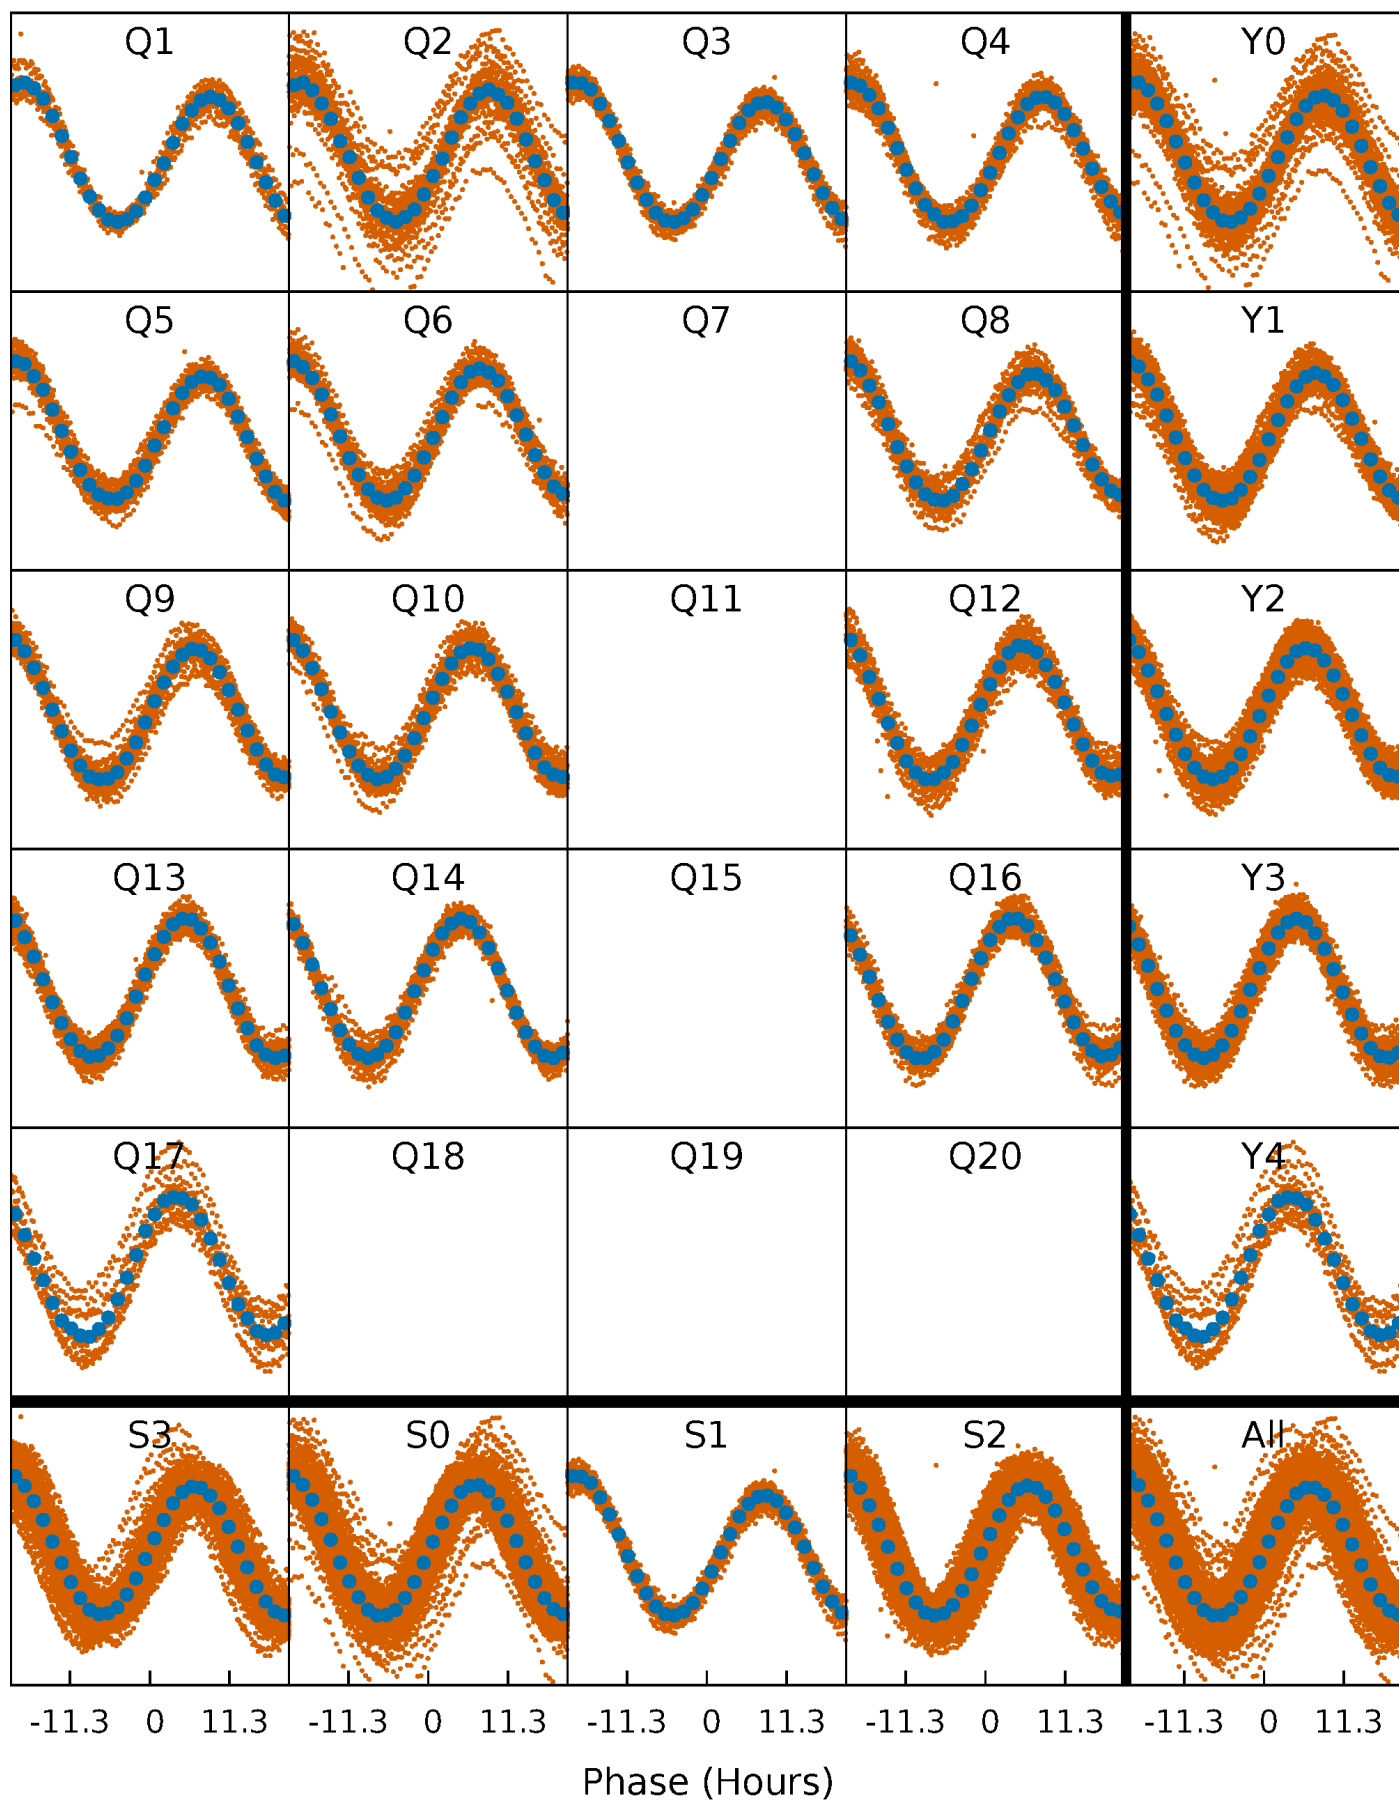 Q1 Q2 Q3 Q4 Y0
Q5 Q6 Q7 Q8 Y1
Q9 Q10 Q11 Q12 Y2
Q13 Q14 Q15 Q16 Y3
Q17 Q18 Q19 Q20 Y4
S3 S0 S1 S2 All
-11.3 0 11.3 -11.3 0 11.3 -11.3 0 11.3 -11.3 0 11.3 -11.3 0 11.3
Phase (Hours)